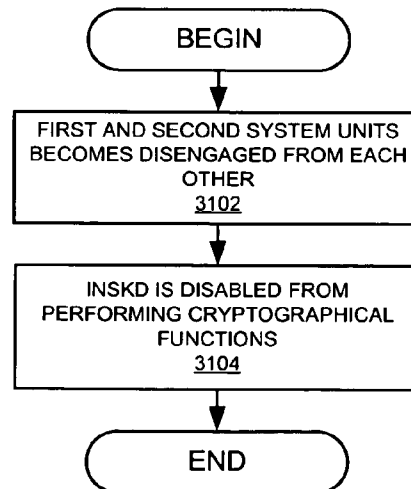 BEGIN
FIRST AND SECOND SYSTEM UNITS
BECOMES DISENGAGED FROM EACH
OTHER
3102
INSKD IS DISABLED FROM
PERFORMING CRYPTOGRAPHICAL
FUNCTIONS
3104
END